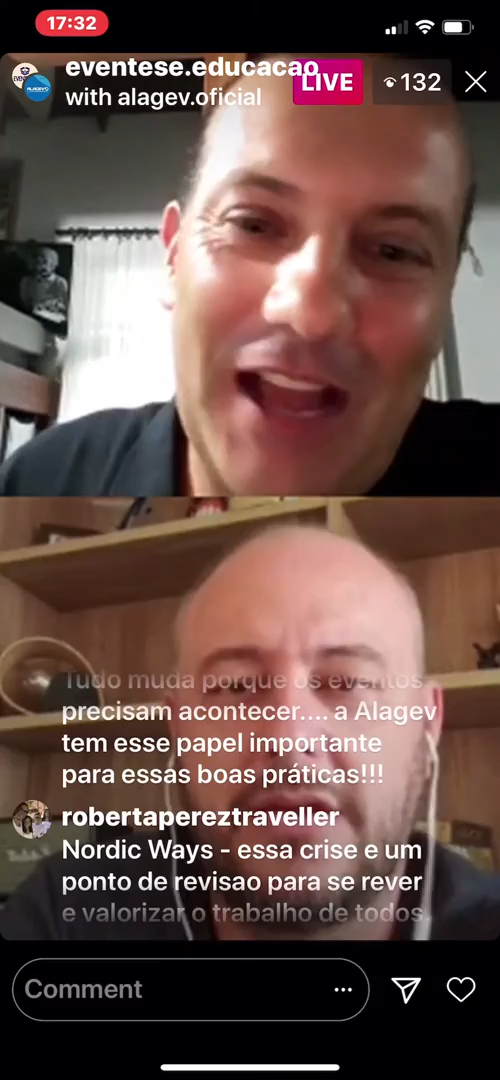 17:32
eventese.educacao
with alagev.oficial
LIVE
132
Tudo muda porque os eventos
precisam acontecer.... a Alagev
tem esse papel importante
para essas boas práticas!!!
robertapereztraveller
Nordic Ways - essa crise e um
ponto de revisao para se rever
e valorizar o trabalho de todos.
Comment